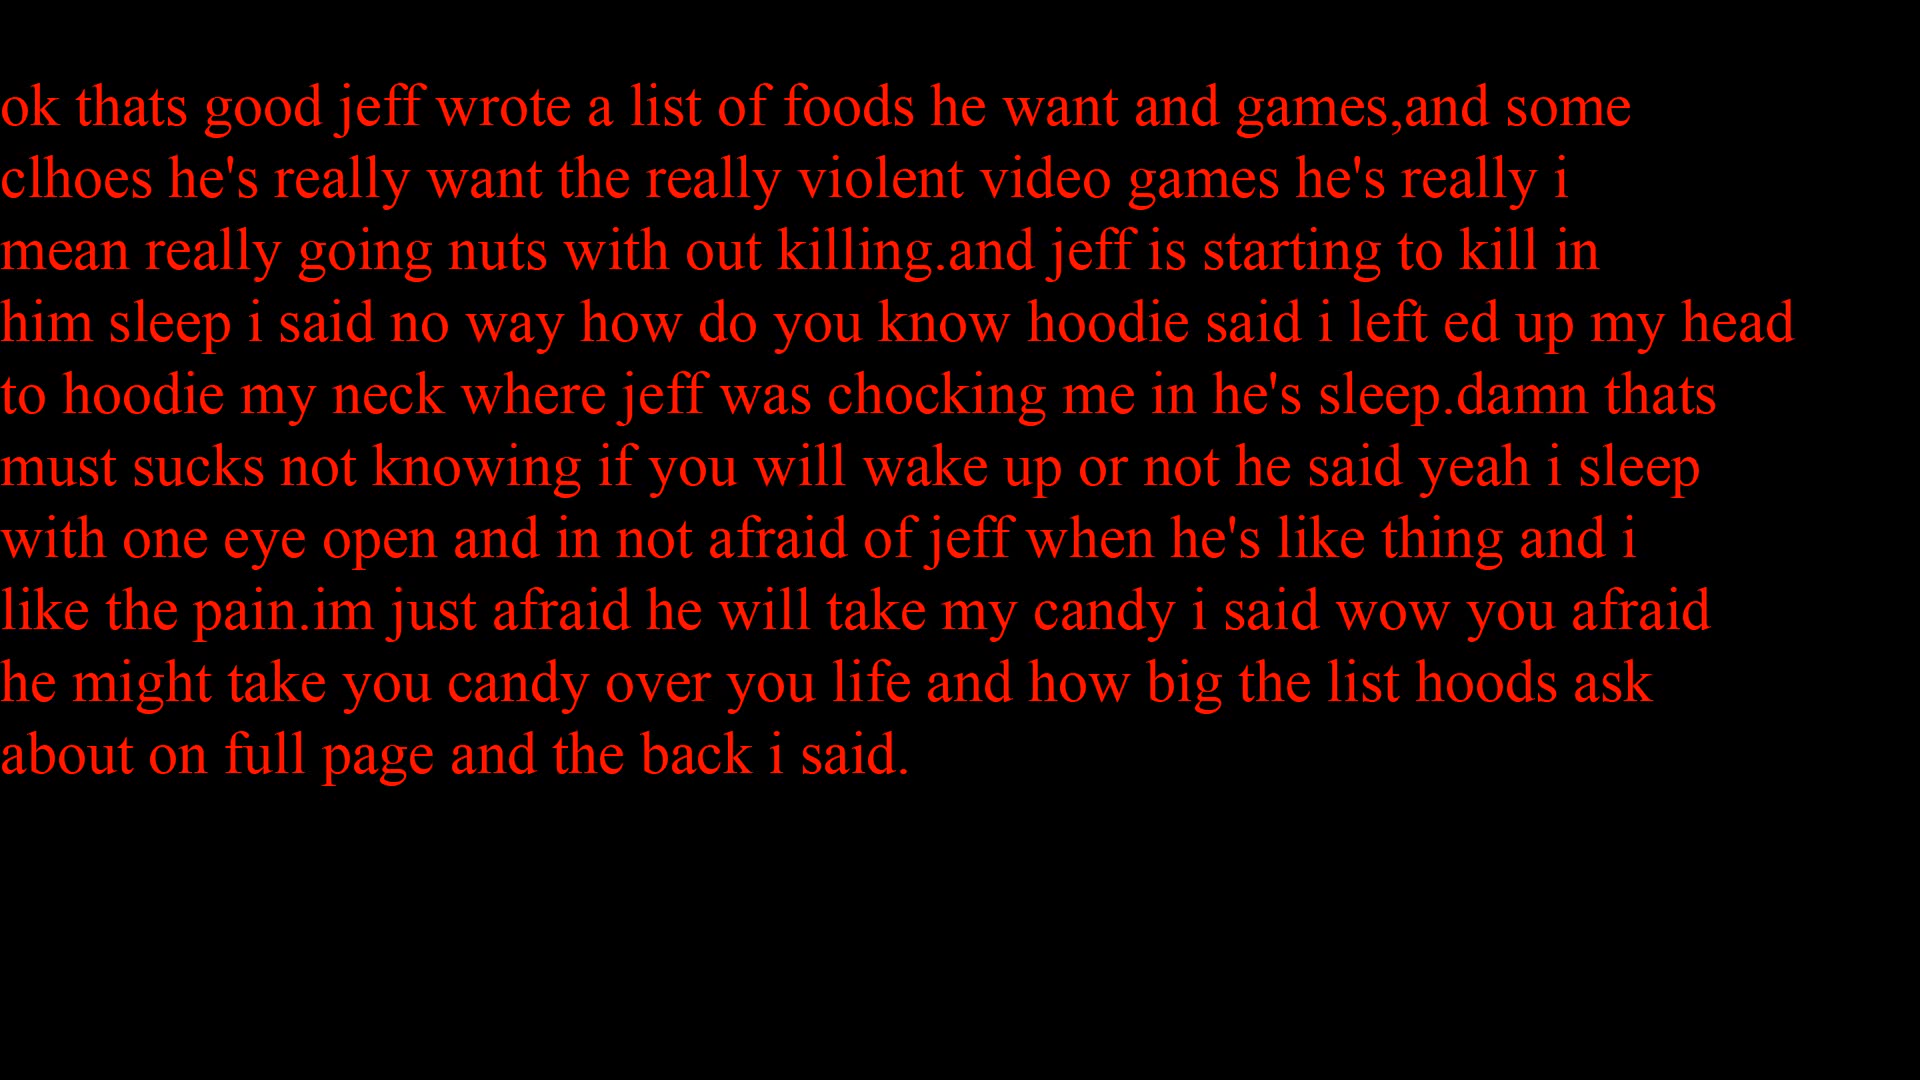 ok thats good jeff wrote a list of foods he want and games,and some
clhoes he's really want the really violent video games he's really i
mean really going nuts with out killing.and jeff is starting to kill in
him sleep i said no way how do you know hoodie said i left ed up my head
to hoodie my neck where jeff was chocking me in he's sleep.damn thats
must sucks not knowing if you will wake up or not he said yeah i sleep
with one eye open and in not afraid of jeff when he's like thing and i
like the pain.im just afraid he will take my candy i said wow you afraid
he might take you candy over you life and how big the list hoods ask
about on full page and the back i said.